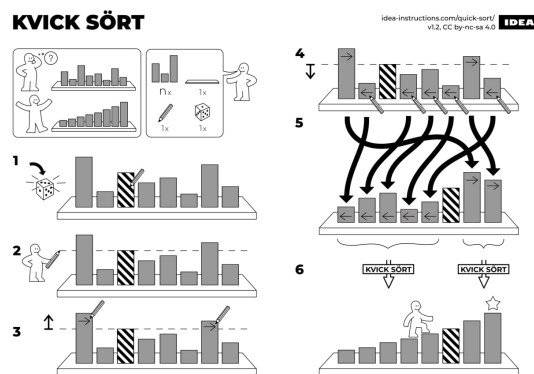 KVICK SÖRT
idea-instructions.com/quick-sort/
v1.2, CC by-nc-sa 4.0
IDEA
?
?
n x
1x
1x
1x
1
2
3
4
5
6
KVICK SÖRT
KVICK SÖRT